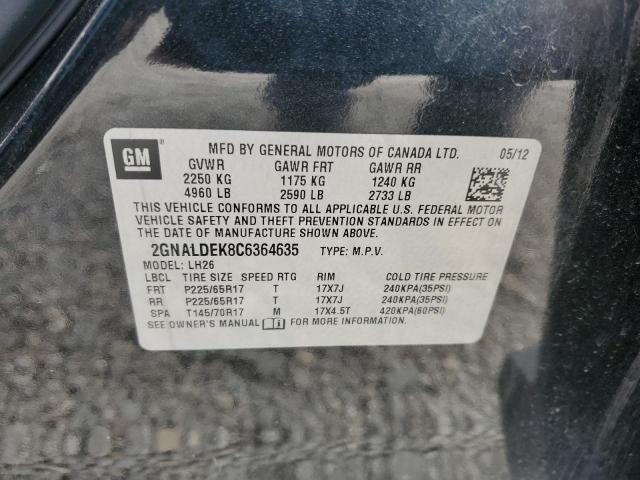 GM ®
MFD BY GENERAL MOTORS OF CANADA LTD. 05/12
GVWR GAWR FRT GAWR RR
2250 KG 1175 KG 1240 KG
4960 LB 2590 LB 2733 LB
THIS VEHICLE CONFORMS TO ALL APPLICABLE U.S. FEDERAL MOTOR
VEHICLE SAFETY AND THEFT PREVENTION STANDARDS IN EFFECT ON
THE DATE OF MANUFACTURE SHOWN ABOVE.
2GNALDEK8C6364635 TYPE: M.P.V.
MODEL: LH26
LBCL TIRE SIZE SPEED RTG RIM COLD TIRE PRESSURE
FRT P225/65R17 T 17X7J 240KPA(35PSI)
RR P225/65R17 T 17X7J 240KPA(35PSI)
SPA T145/70R17 M 17X4.5T 420KPA(60PSI)
SEE OWNER'S MANUAL FOR MORE INFORMATION